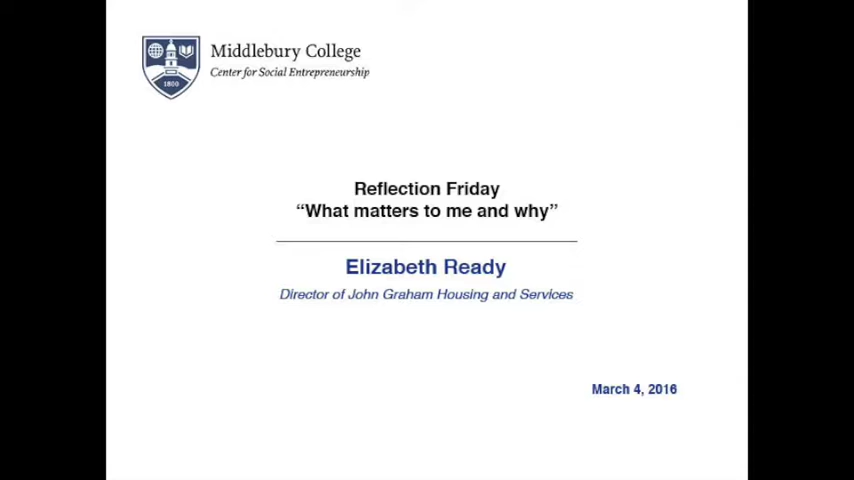 Middlebury College
Center for Social Entrepreneurship
1800
Reflection Friday
“What matters to me and why”
Elizabeth Ready
Director of John Graham Housing and Services
March 4, 2016